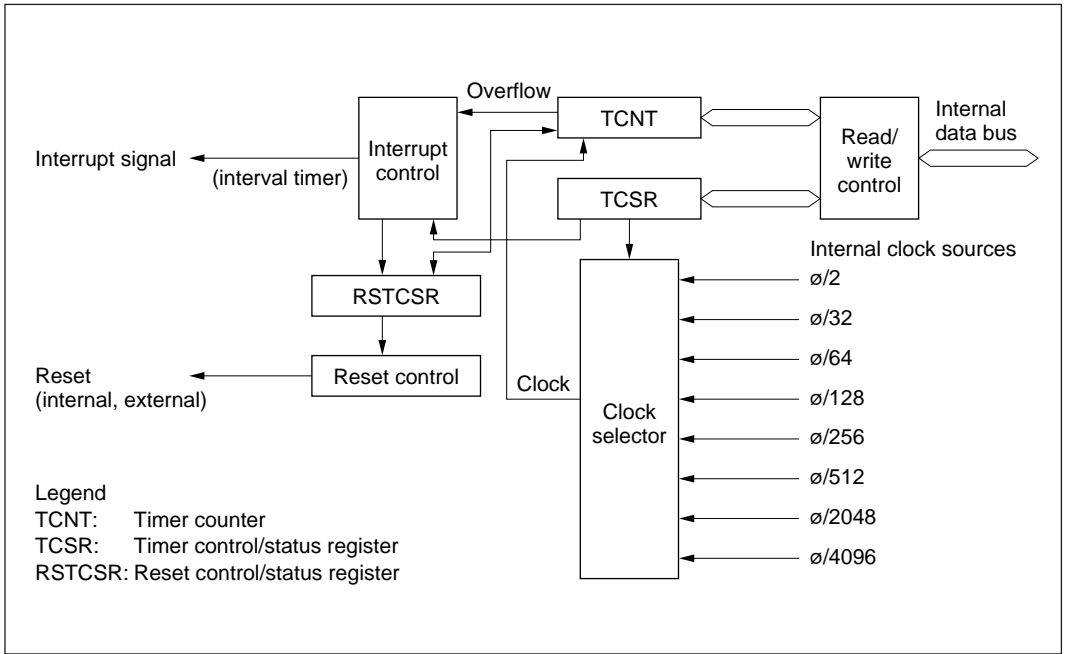 Overflow
TCNT
Internal
data bus
Read/
write
control
Interrupt
control
Interrupt signal
(interval timer)
TCSR
Internal clock sources
RSTCSR
ø/2
ø/32
ø/64
Reset control
Reset
(internal, external)
Clock
ø/128
Clock
selector
ø/256
ø/512
ø/2048
ø/4096
Legend
TCNT: Timer counter
TCSR: Timer control/status register
RSTCSR: Reset control/status register